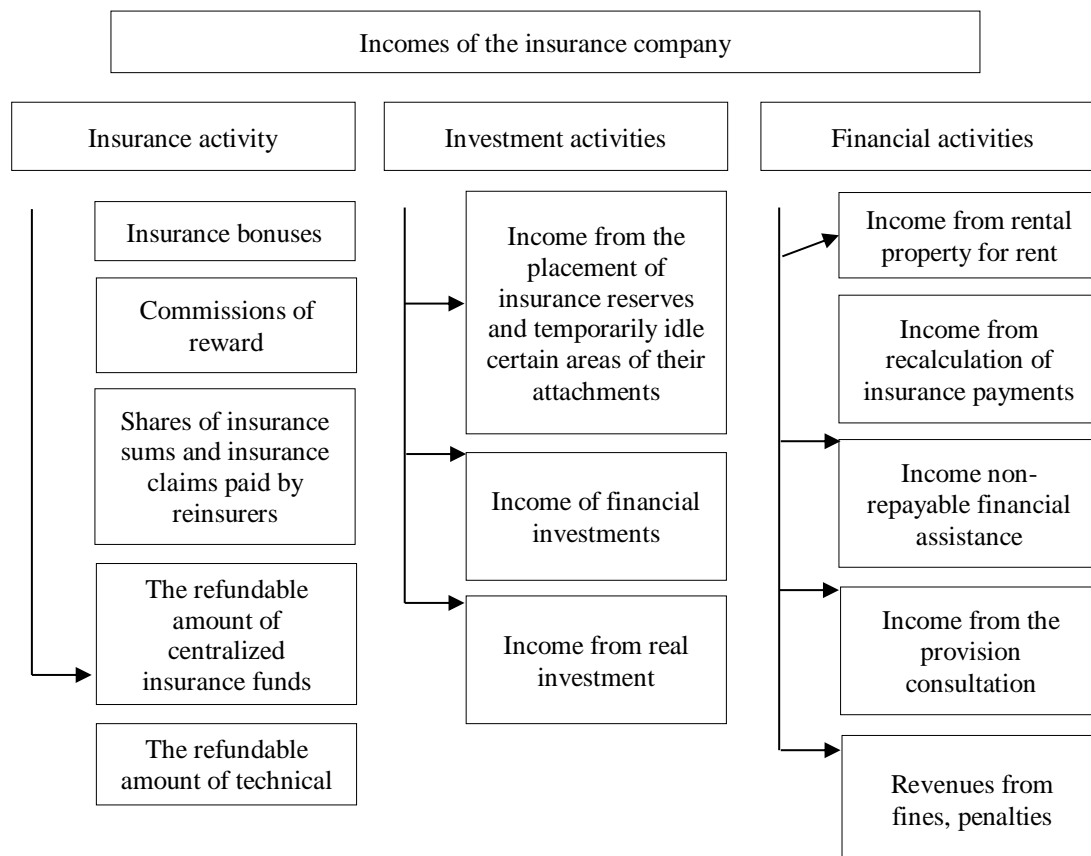 Incomes of the insurance company
Insurance activity
Investment activities
Financial activities
Insurance bonuses
Commissions of
reward
Shares of insurance
sums and insurance
claims paid by
reinsurers
The refundable
amount of
centralized
insurance funds
The refundable
amount of technical
Income from the
placement of
insurance reserves
and temporarily idle
certain areas of their
attachments
Income of financial
investments
Income from real
investment
Income from rental
property for rent
Income from
recalculation of
insurance payments
Income non-
repayable financial
assistance
Income from the
provision
consultation
Revenues from
fines, penalties